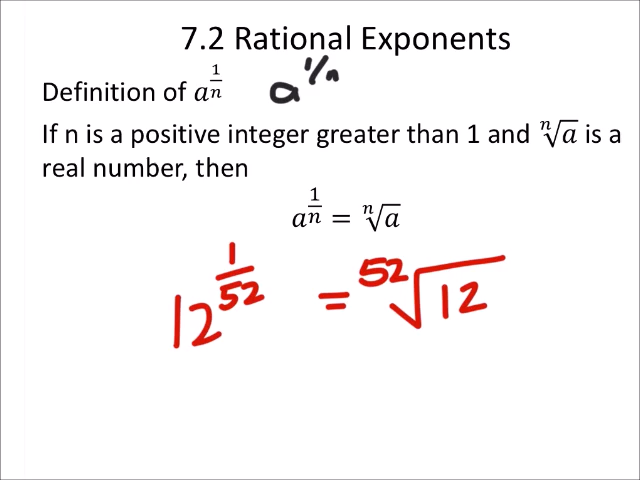 7.2 Rational Exponents
Definition of a^(1/n) a^(1/n)
If n is a positive integer greater than 1 and ⁿ√a is a
real number, then
a^(1/n) = ⁿ√a
12^(1/52) = ⁵²√12